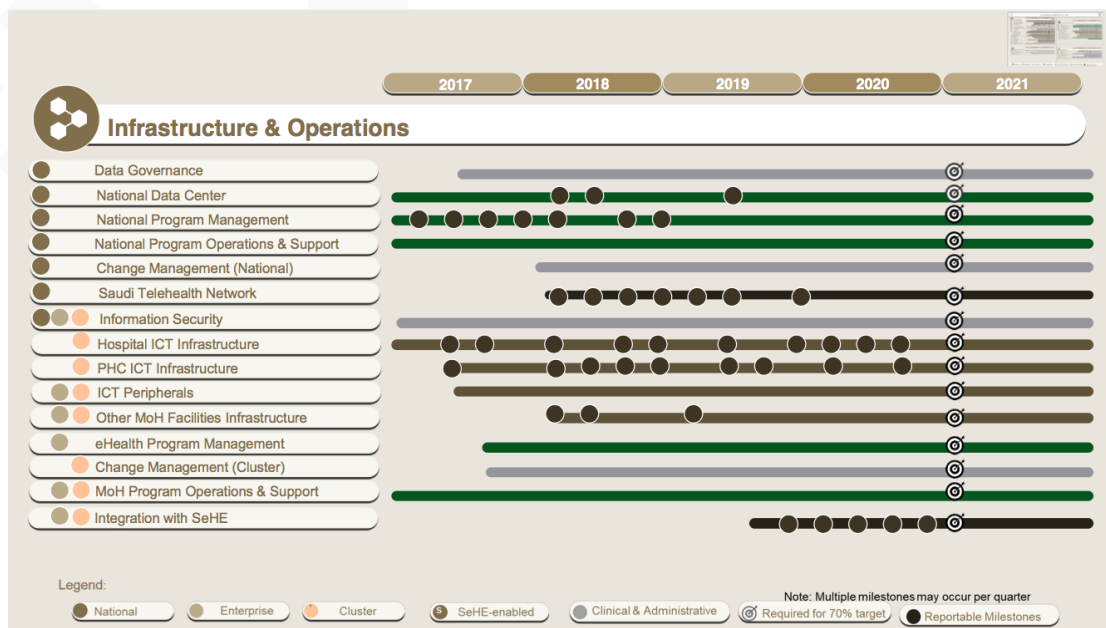 2017 2018 2019 2020 2021
Infrastructure & Operations
Data Governance
National Data Center
National Program Management
National Program Operations & Support
Change Management (National)
Saudi Telehealth Network
Information Security
Hospital ICT Infrastructure
PHC ICT Infrastructure
ICT Peripherals
Other MoH Facilities Infrastructure
eHealth Program Management
Change Management (Cluster)
MoH Program Operations & Support
Integration with SeHE
Legend:
Note: Multiple milestones may occur per quarter
National Enterprise Cluster S SeHE-enabled Clinical & Administrative Required for 70% target Reportable Milestones